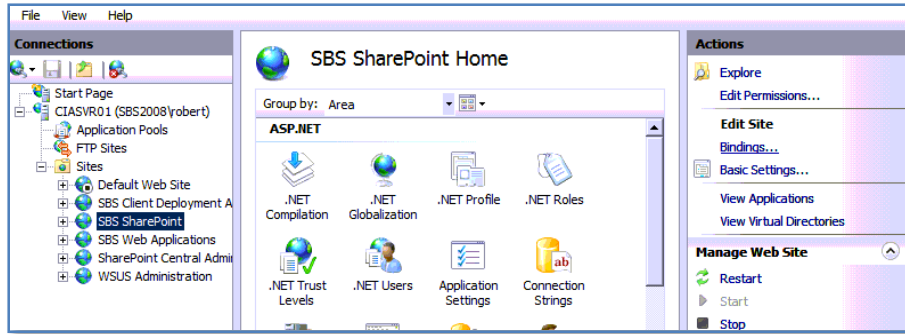 File View Help
Connections
Start Page
CIASVR01 (SBS2008\robert)
Application Pools
FTP Sites
Sites
Default Web Site
SBS Client Deployment A
SBS SharePoint
SBS Web Applications
SharePoint Central Admi
WSUS Administration
SBS SharePoint Home
Group by: Area
ASP.NET
.NET Compilation
.NET Globalization
.NET Profile
.NET Roles
.NET Trust Levels
.NET Users
Application Settings
Connection Strings
ab
Actions
Explore
Edit Permissions...
Edit Site
Bindings...
Basic Settings...
View Applications
View Virtual Directories
Manage Web Site
Restart
Start
Stop